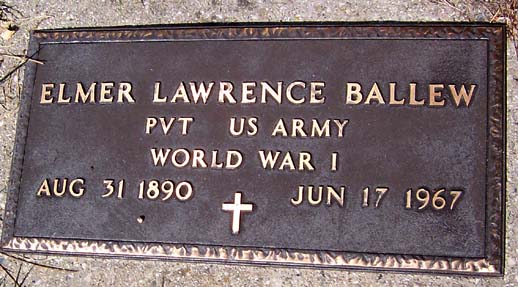 ELMER LAWRENCE BALLEW
PVT US ARMY
WORLD WAR I
AUG 31 1890 JUN 17 1967